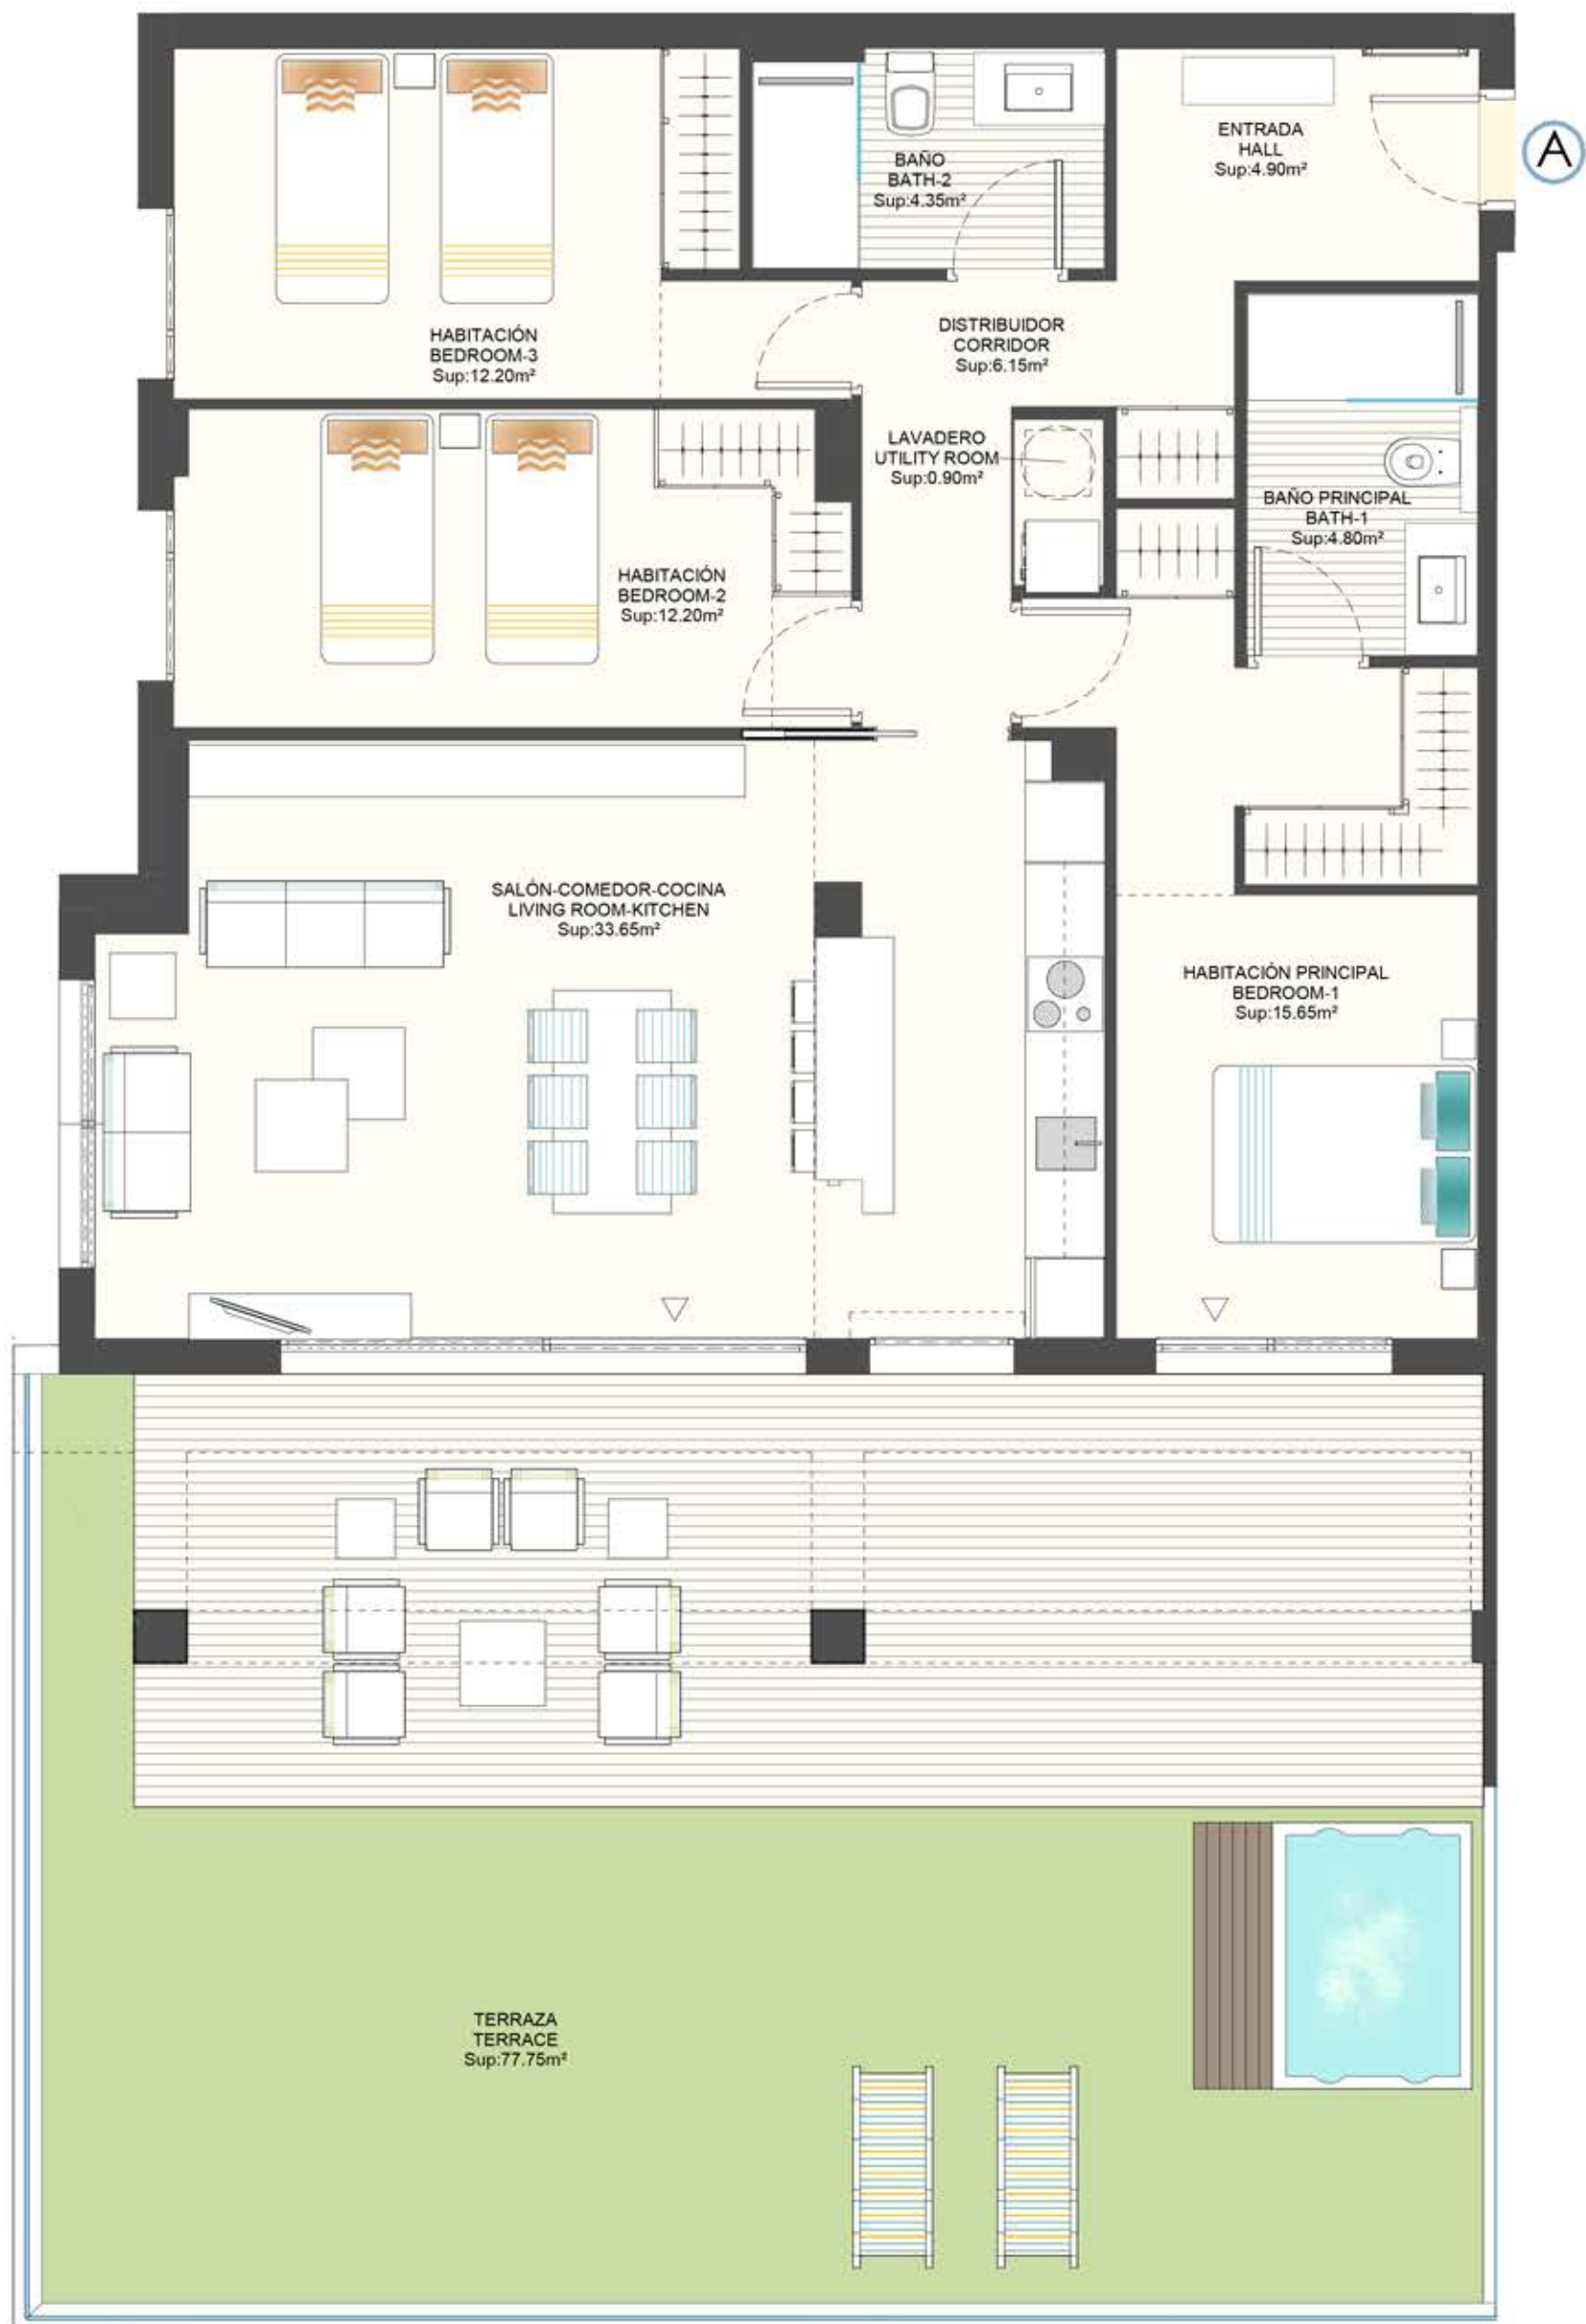 ENTRADA
HALL
Sup:4.90m²
A
BAÑO
BATH-2
Sup:4.35m²
HABITACIÓN
BEDROOM-3
Sup:12.20m²
DISTRIBUIDOR
CORRIDOR
Sup:6.15m²
LAVADERO
UTILITY ROOM
Sup:0.90m²
BAÑO PRINCIPAL
BATH-1
Sup:4.80m²
HABITACIÓN
BEDROOM-2
Sup:12.20m²
SALÓN-COMEDOR-COCINA
LIVING ROOM-KITCHEN
Sup:33.65m²
HABITACIÓN PRINCIPAL
BEDROOM-1
Sup:15.65m²
TERRAZA
TERRACE
Sup:77.75m²